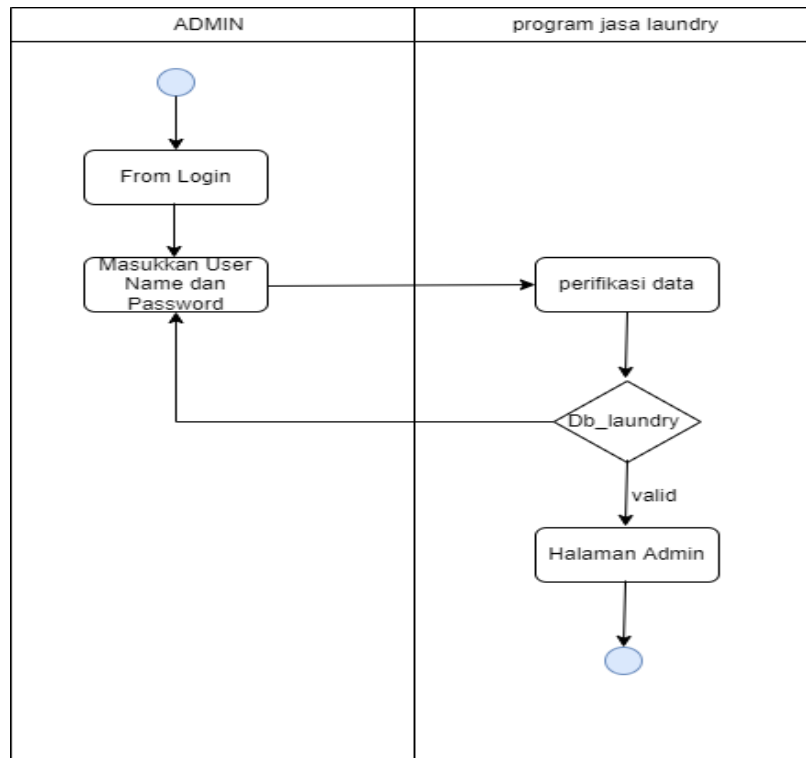 ADMIN
program jasa laundry
From Login
Masukkan User
Name dan
Password
perifikasi data
Db_laundry
valid
Halaman Admin